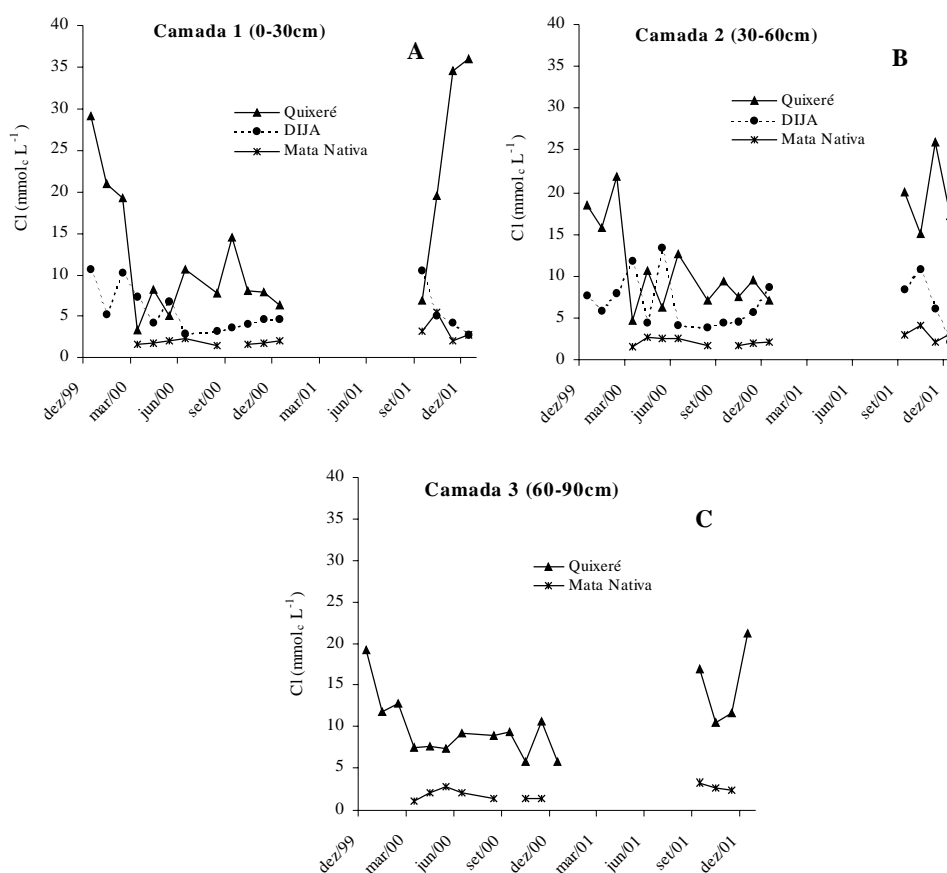 Camada 1 (0-30cm)
A
Quixeré
DIJA
Mata Nativa
Cl (mmolc L-1)
40
35
30
25
20
15
10
5
0
dez/99
mar/00
jun/00
set/00
dez/00
mar/01
jun/01
set/01
dez/01
Camada 2 (30-60cm)
B
Quixeré
DIJA
Mata Nativa
Cl (mmolc L-1)
40
35
30
25
20
15
10
5
0
dez/99
mar/00
jun/00
set/00
dez/00
mar/01
jun/01
set/01
dez/01
Camada 3 (60-90cm)
C
Quixeré
Mata Nativa
Cl (mmolc L-1)
40
35
30
25
20
15
10
5
0
dez/99
mar/00
jun/00
set/00
dez/00
mar/01
jun/01
set/01
dez/01